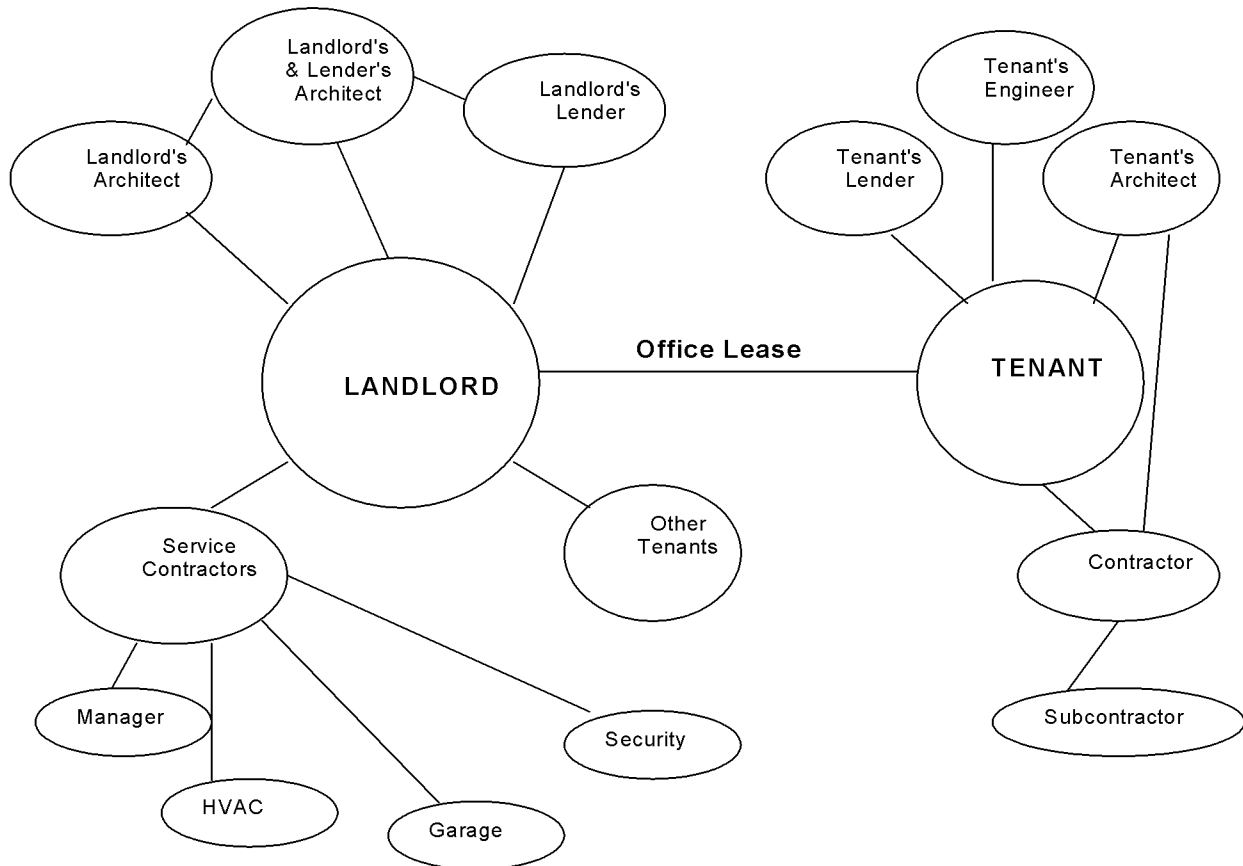 Landlord's
& Lender's
Architect
Landlord's
Lender
Landlord's
Architect
Tenant's
Engineer
Tenant's
Lender
Tenant's
Architect
Office Lease
LANDLORD
TENANT
Service
Contractors
Other
Tenants
Contractor
Manager
Security
Subcontractor
HVAC
Garage